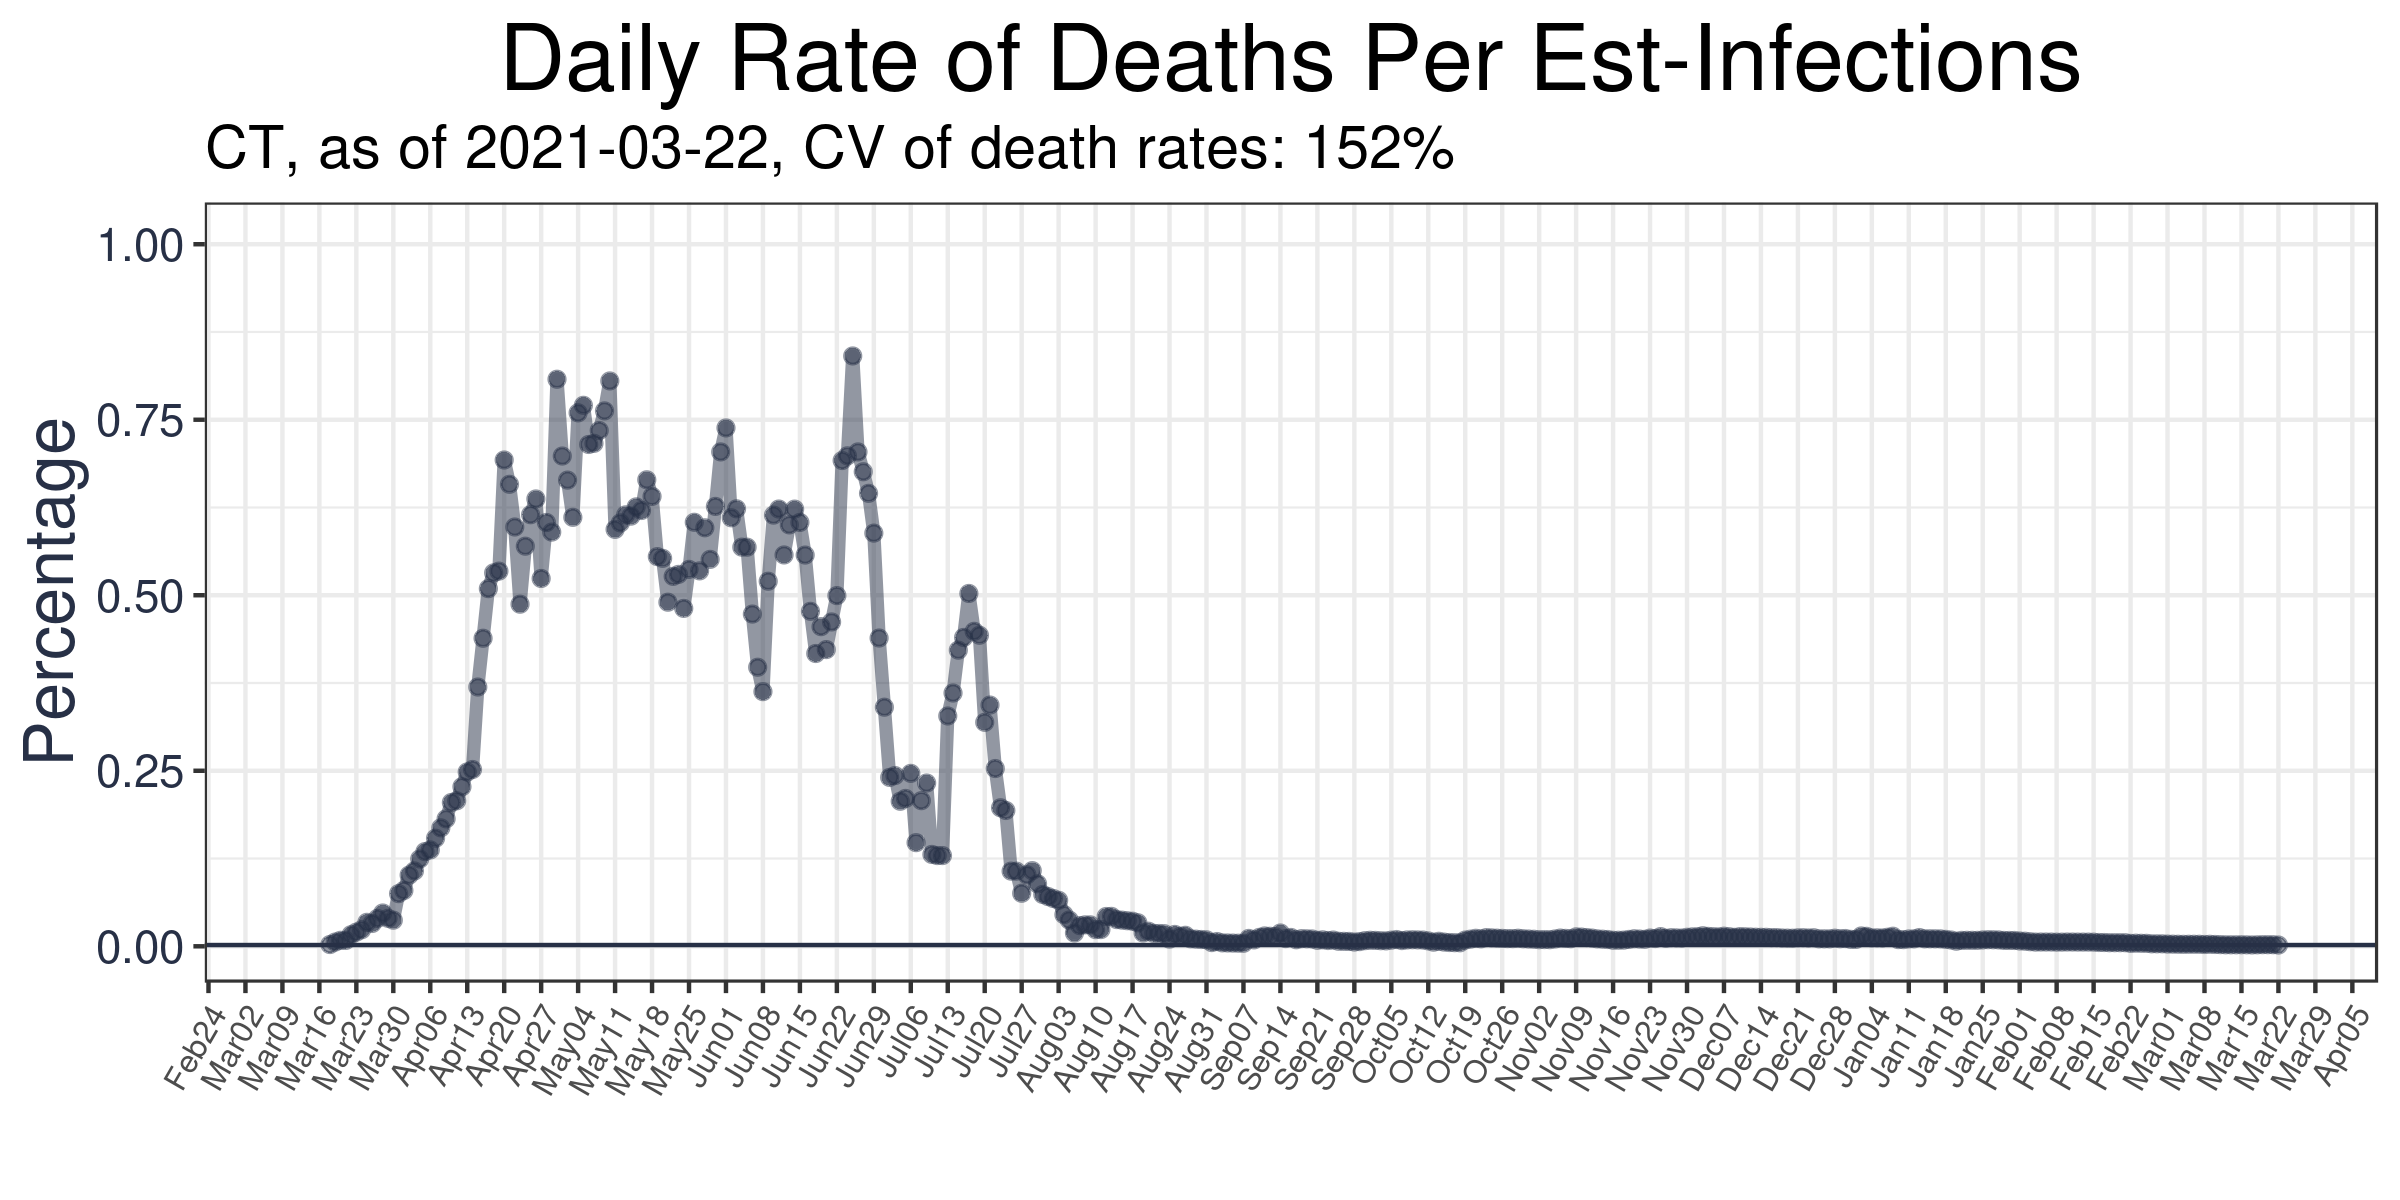 Daily Rate of Deaths Per Est-Infections
CT, as of 2021-03-22, CV of death rates: 152%
Percentage
1.00
0.75
0.50
0.25
0.00
Feb24
Mar02
Mar09
Mar16
Mar23
Mar30
Apr06
Apr13
Apr20
Apr27
May04
May11
May18
May25
Jun01
Jun08
Jun15
Jun22
Jun29
Jul06
Jul13
Jul20
Jul27
Aug03
Aug10
Aug17
Aug24
Aug31
Sep07
Sep14
Sep21
Sep28
Oct05
Oct12
Oct19
Oct26
Nov02
Nov09
Nov16
Nov23
Nov30
Dec07
Dec14
Dec21
Dec28
Jan04
Jan11
Jan18
Jan25
Feb01
Feb08
Feb15
Feb22
Mar01
Mar08
Mar15
Mar22
Mar29
Apr05